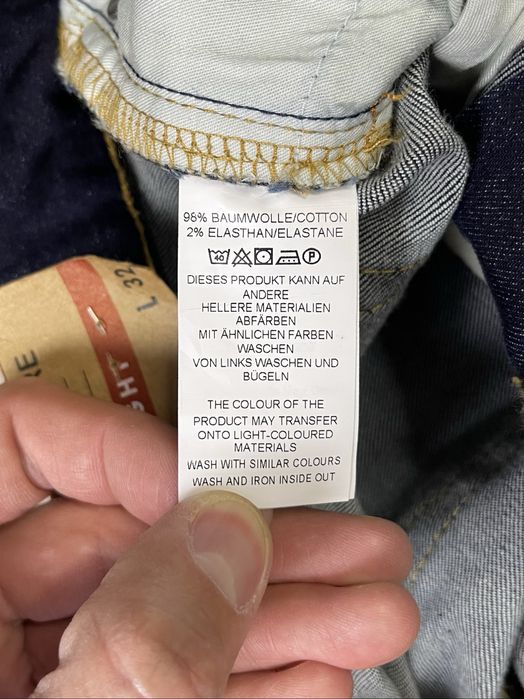 98% BAUMWOLLE/COTTON
2% ELASTHAN/ELASTANE
40 P
DIESES PRODUKT KANN AUF
ANDERE
HELLERE MATERIALIEN
ABFÄRBEN
MIT ÄHNLICHEN FARBEN
WASCHEN
VON LINKS WASCHEN UND
BÜGELN
THE COLOUR OF THE
PRODUCT MAY TRANSFER
ONTO LIGHT-COLOURED
MATERIALS
WASH WITH SIMILAR COLOURS
WASH AND IRON INSIDE OUT
L 32